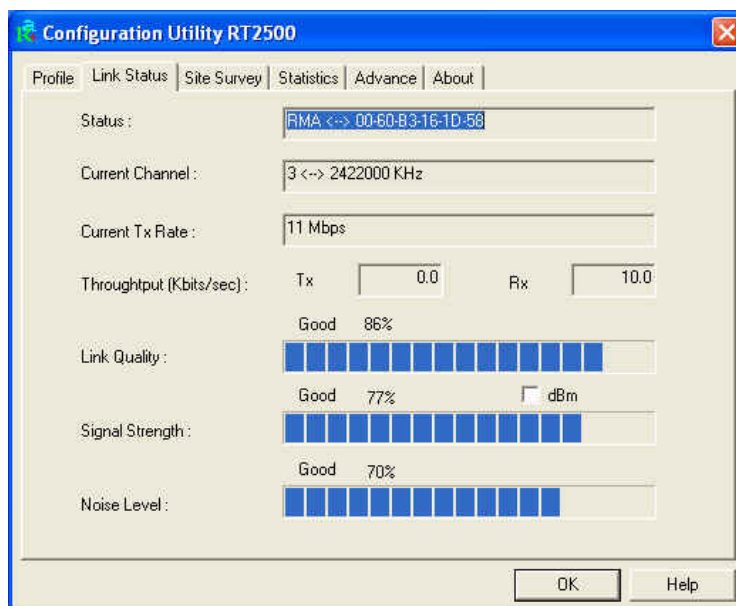 Configuration Utility RT2500
Profile Link Status Site Survey Statistics Advance About
Status : RMA <--> 00-60-B3-16-1D-58
Current Channel : 3 <--> 2422000 KHz
Current Tx Rate : 11 Mbps
Throughtput (Kbits/sec) : Tx 0.0 Rx 10.0
Good 86%
Link Quality :
Good 77% dBm
Signal Strength :
Good 70%
Noise Level :
OK Help